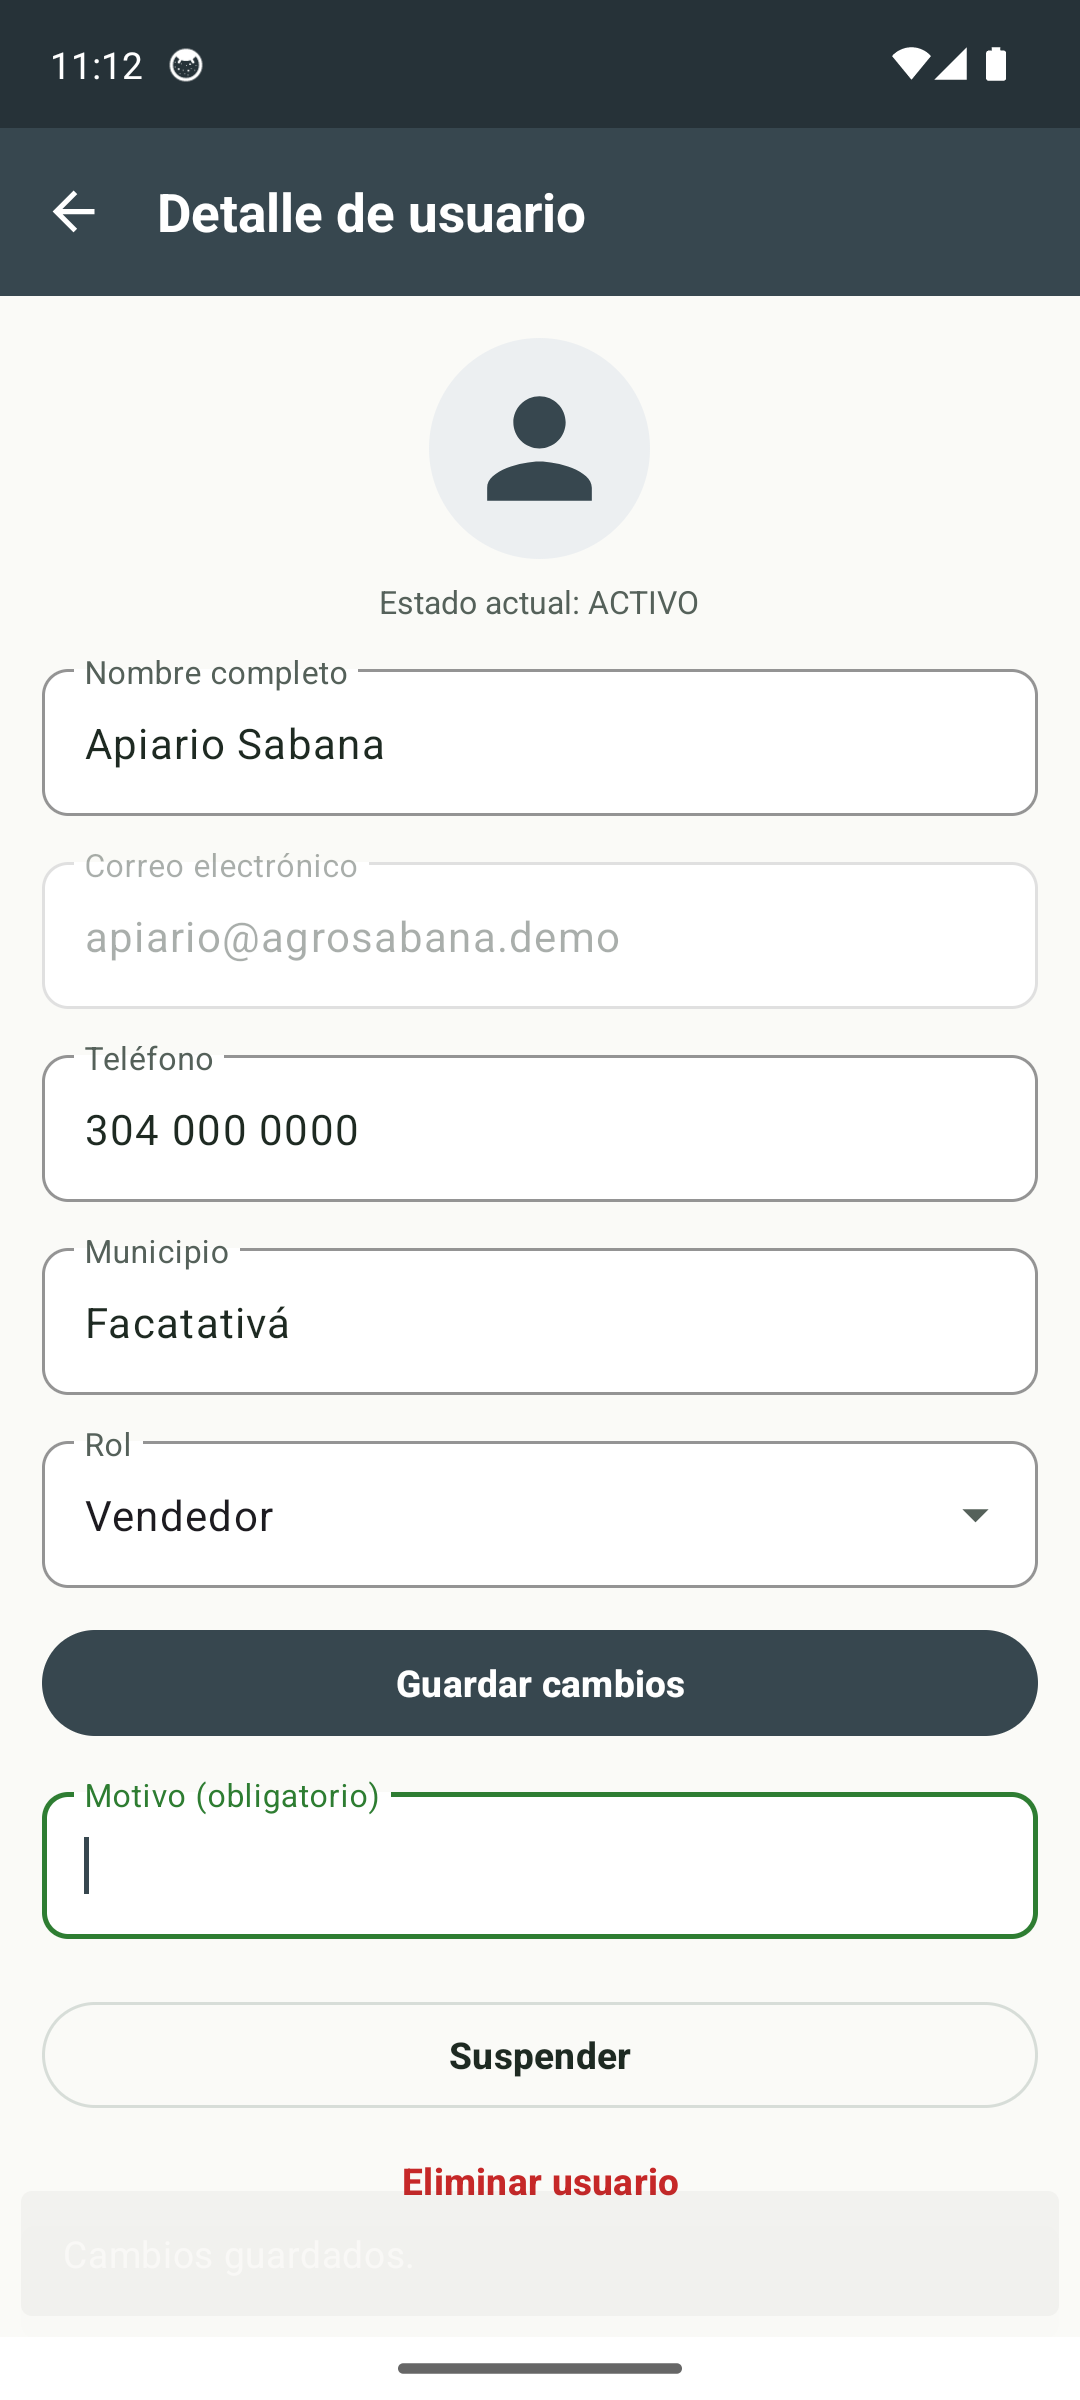 11:12
Detalle de usuario
Estado actual: ACTIVO
Nombre completo
Apiario Sabana
Correo electrónico
apiario@agrosabana.demo
Teléfono
304 000 0000
Municipio
Facatativá
Rol
Vendedor
Guardar cambios
Motivo (obligatorio)
Suspender
Eliminar usuario
Cambios guardados.